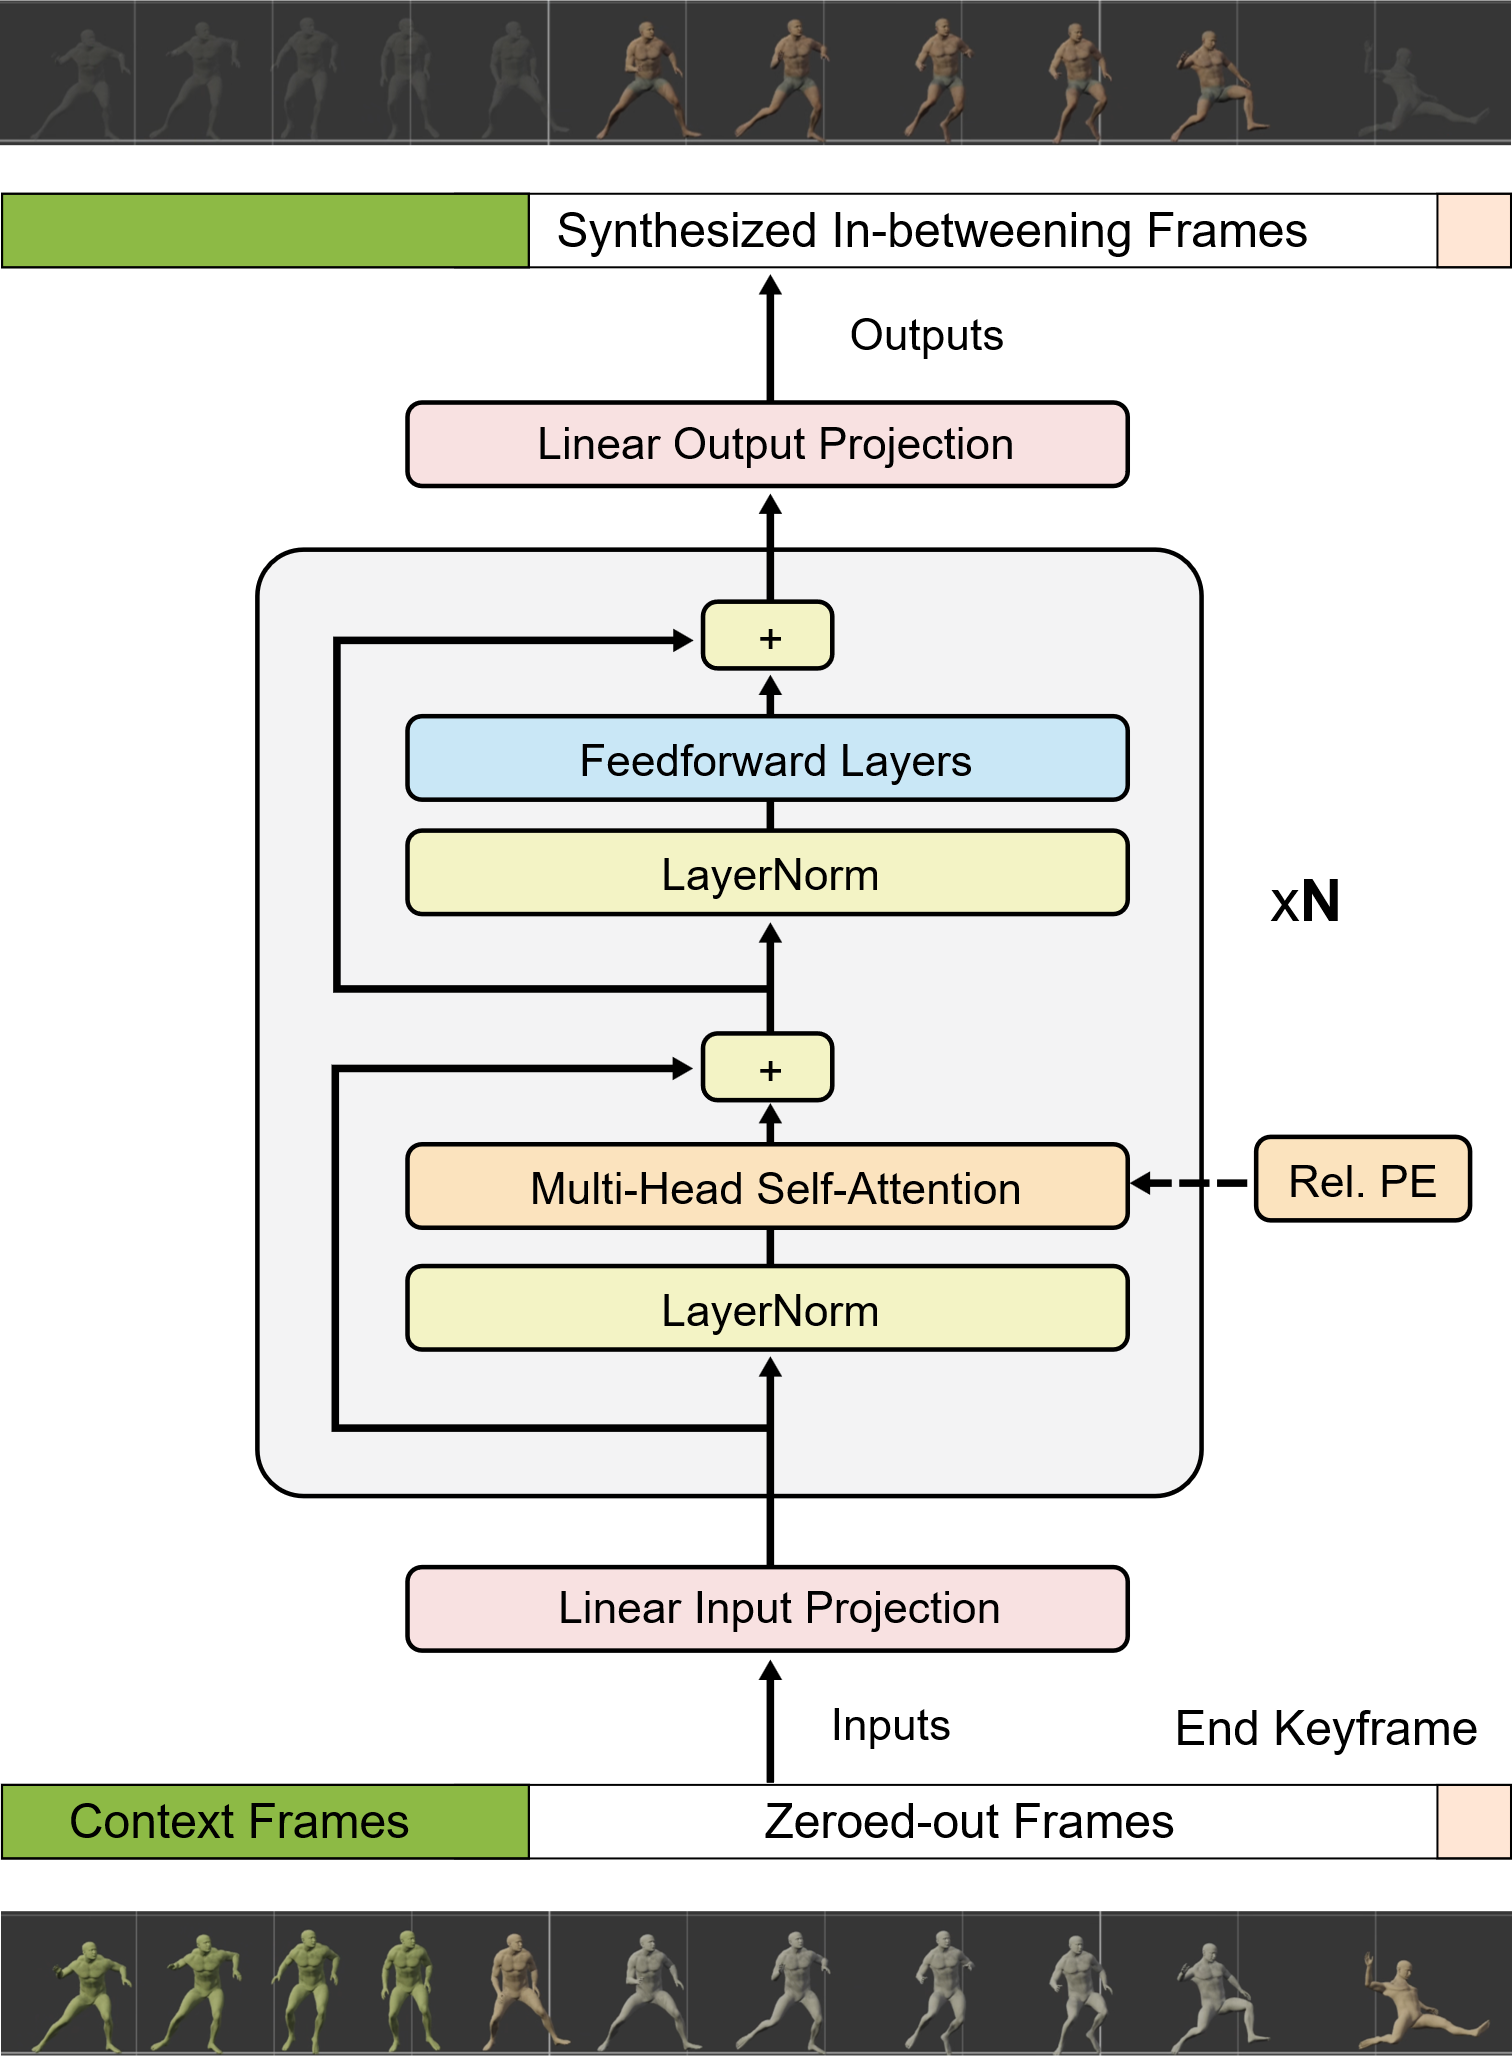 Synthesized In-betweening Frames
Outputs
Linear Output Projection
+
Feedforward Layers
LayerNorm
xN
+
Multi-Head Self-Attention
Rel. PE
LayerNorm
Linear Input Projection
Inputs
End Keyframe
Context Frames
Zeroed-out Frames